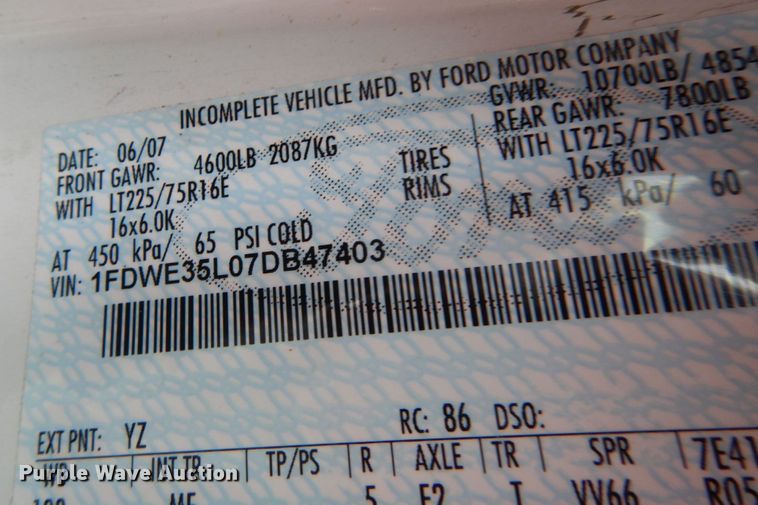 INCOMPLETE VEHICLE MFD. BY FORD MOTOR COMPANY
DATE: 06/07 GVWR: 10700LB/ 4854
FRONT GAWR: 4600LB 2087KG REAR GAWR: 7800LB
WITH LT225/75R16E TIRES WITH LT225/75R16E
16x6.0K RIMS 16x6.0K
AT 450 kPa/ 65 PSI COLD AT 415 kPa/ 60
VIN: 1FDWE35L07DB47403
EXT PNT: YZ RC: 86 DSO:
WB INT TR TP/PS R AXLE TR SPR 7E41
5 T VV66
Purple Wave Auction